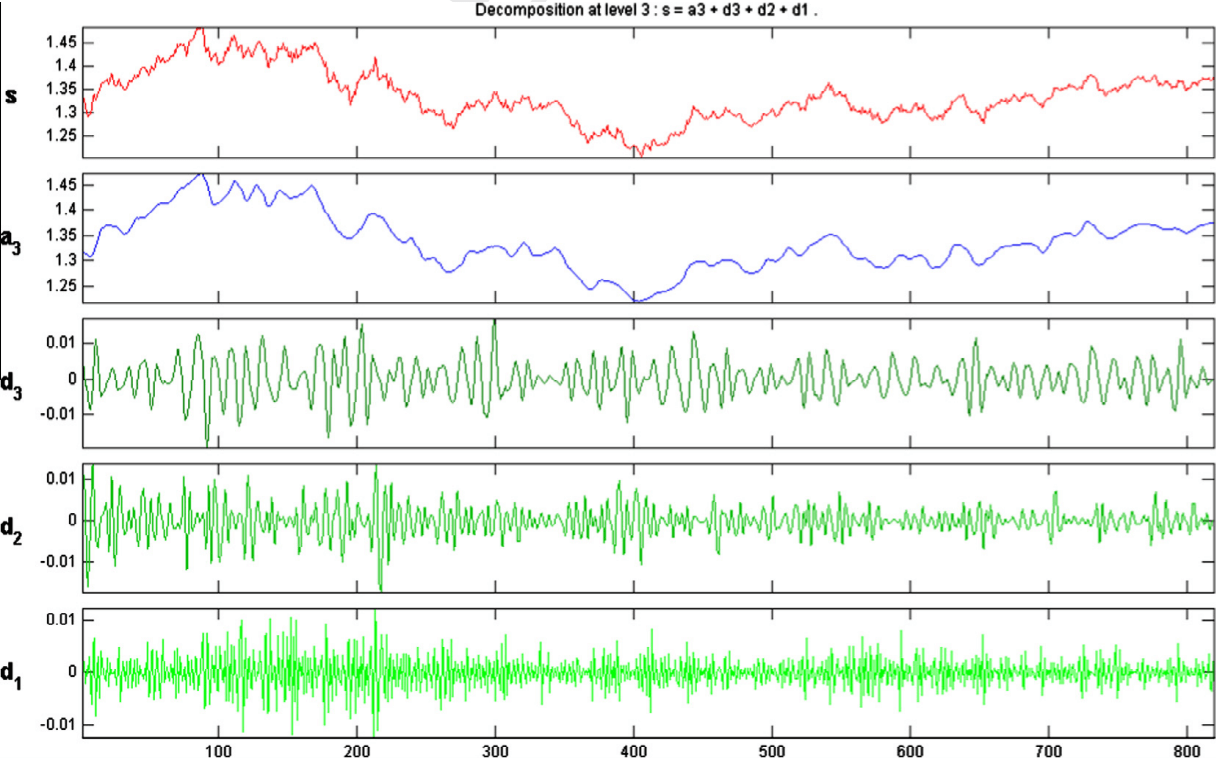 Decomposition at level 3 : s = a3 + d3 + d2 + d1 .
s
1.45
1.4
1.35
1.3
1.25
a3
1.45
1.4
1.35
1.3
1.25
d3
0.01
0
-0.01
d2
0.01
0
-0.01
d1
0.01
0
-0.01
100 200 300 400 500 600 700 800